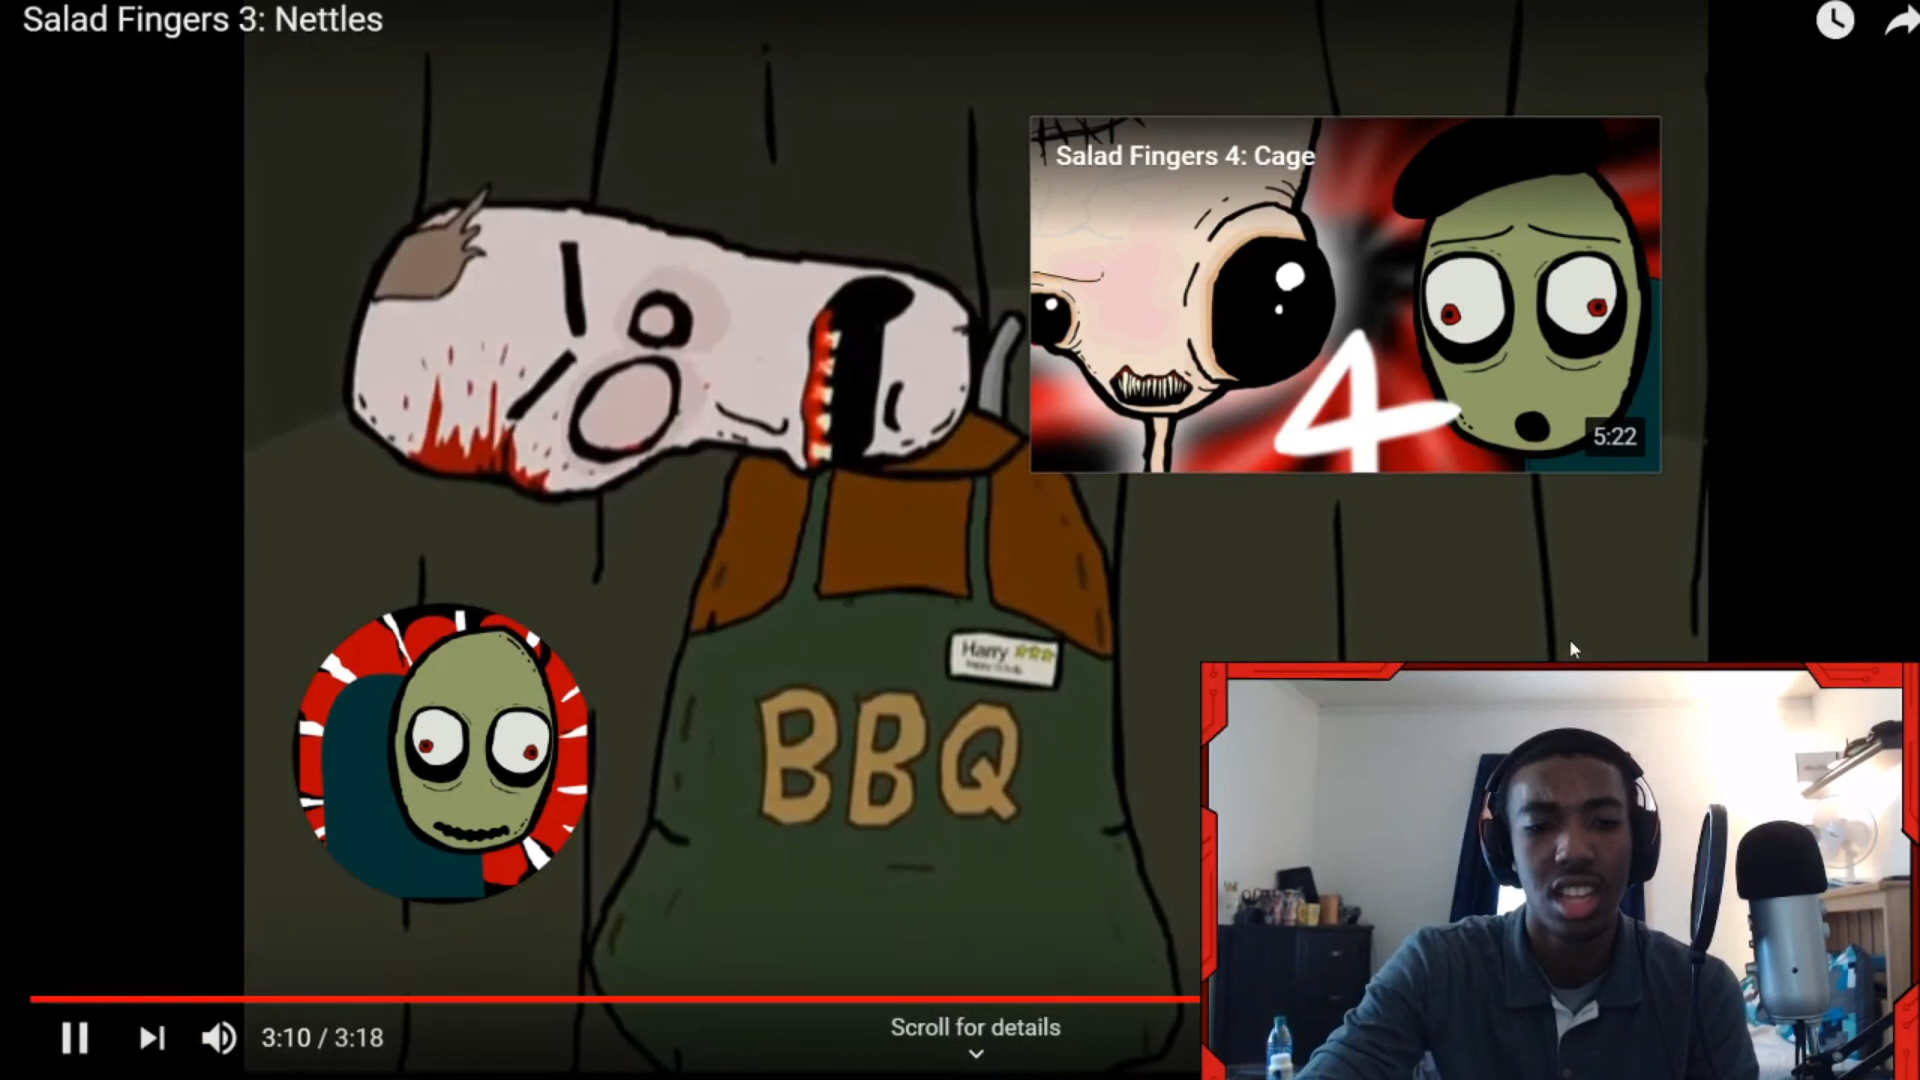 Salad Fingers 3: Nettles
Salad Fingers 4: Cage
4
5:22
Harry
BBQ
3:10 / 3:18
Scroll for details